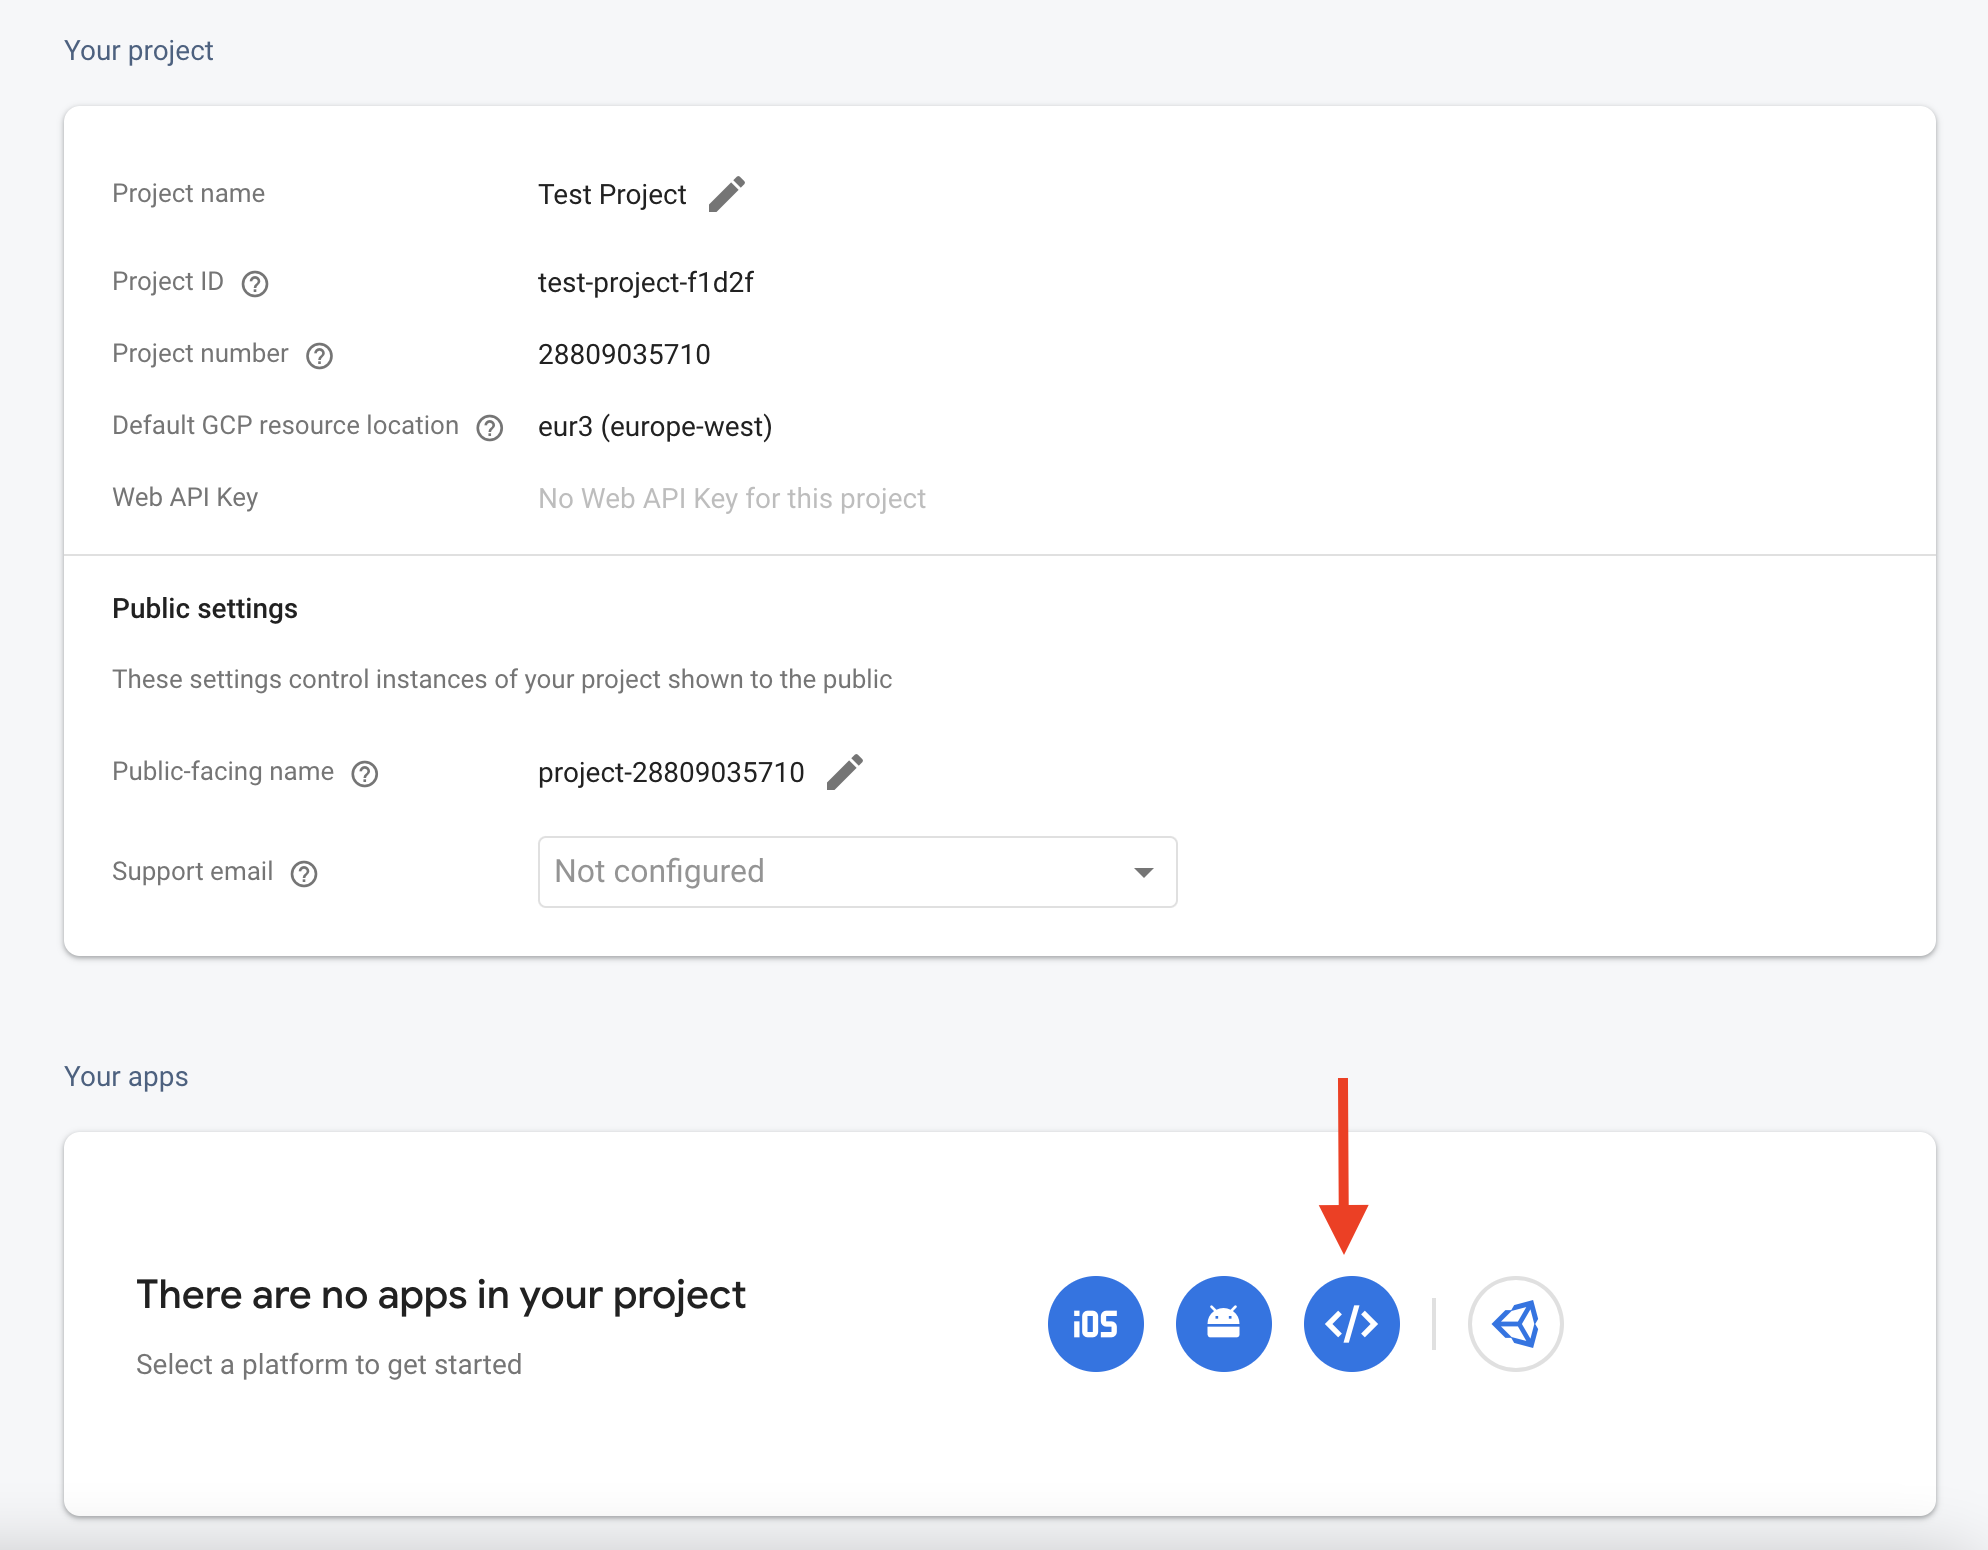 Your project
Project name Test Project
Project ID test-project-f1d2f
Project number 28809035710
Default GCP resource location eur3 (europe-west)
Web API Key No Web API Key for this project
Public settings
These settings control instances of your project shown to the public
Public-facing name project-28809035710
Support email Not configured
Your apps
There are no apps in your project
Select a platform to get started
iOS